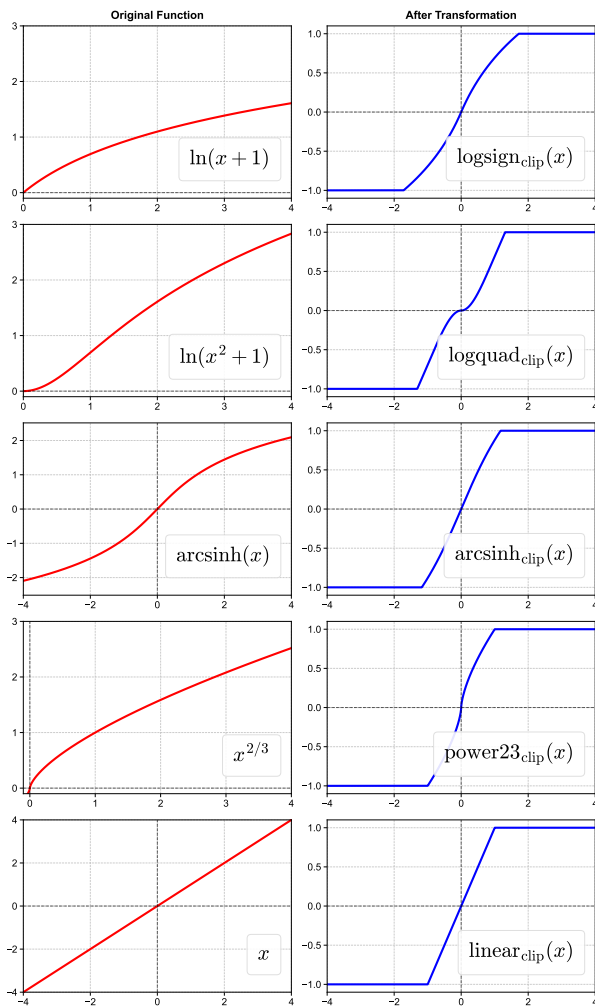 Original Function
After Transformation
3
2
1
0
0 1 2 3 4
ln(x + 1)
1.0
0.5
0.0
−0.5
−1.0
−4 −2 0 2 4
logsign_clip(x)
3
2
1
0
0 1 2 3 4
ln(x² + 1)
1.0
0.5
0.0
−0.5
−1.0
−4 −2 0 2 4
logquad_clip(x)
2
1
0
−1
−2
−4 −2 0 2 4
arcsinh(x)
1.0
0.5
0.0
−0.5
−1.0
−4 −2 0 2 4
arcsinh_clip(x)
3
2
1
0
0 1 2 3 4
x^{2/3}
1.0
0.5
0.0
−0.5
−1.0
−4 −2 0 2 4
power23_clip(x)
4
2
0
−2
−4
−4 −2 0 2 4
x
1.0
0.5
0.0
−0.5
−1.0
−4 −2 0 2 4
linear_clip(x)